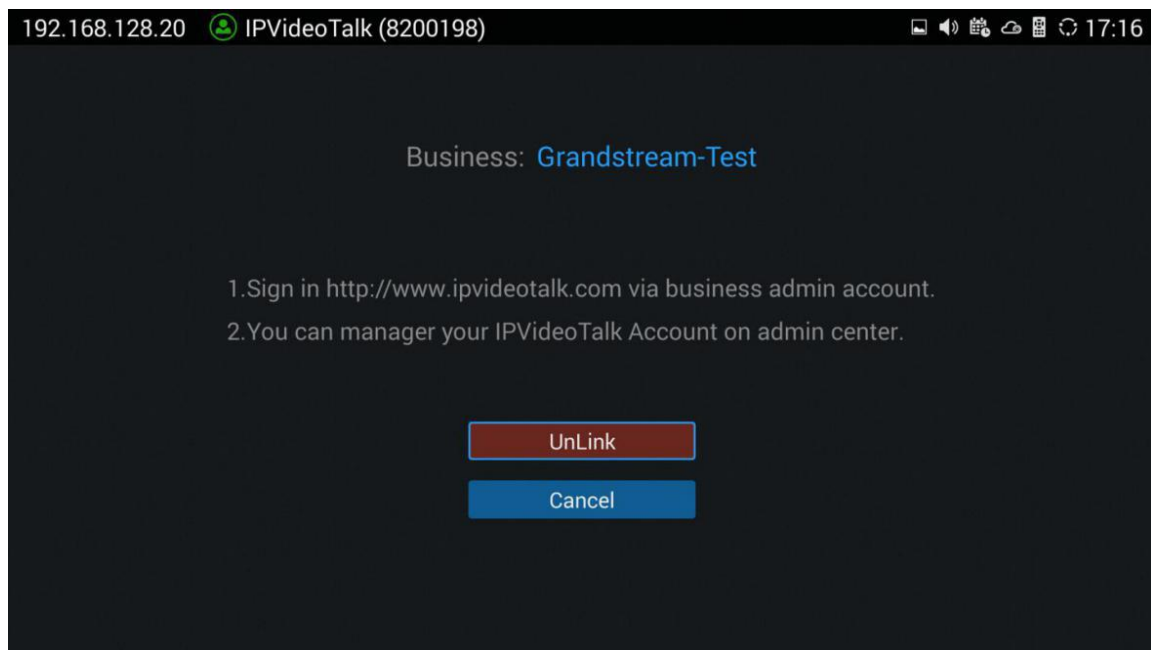 192.168.128.20 IPVideoTalk (8200198) 17:16
Business: Grandstream-Test
1.Sign in http://www.ipvideotalk.com via business admin account.
2.You can manager your IPVideoTalk Account on admin center.
UnLink
Cancel